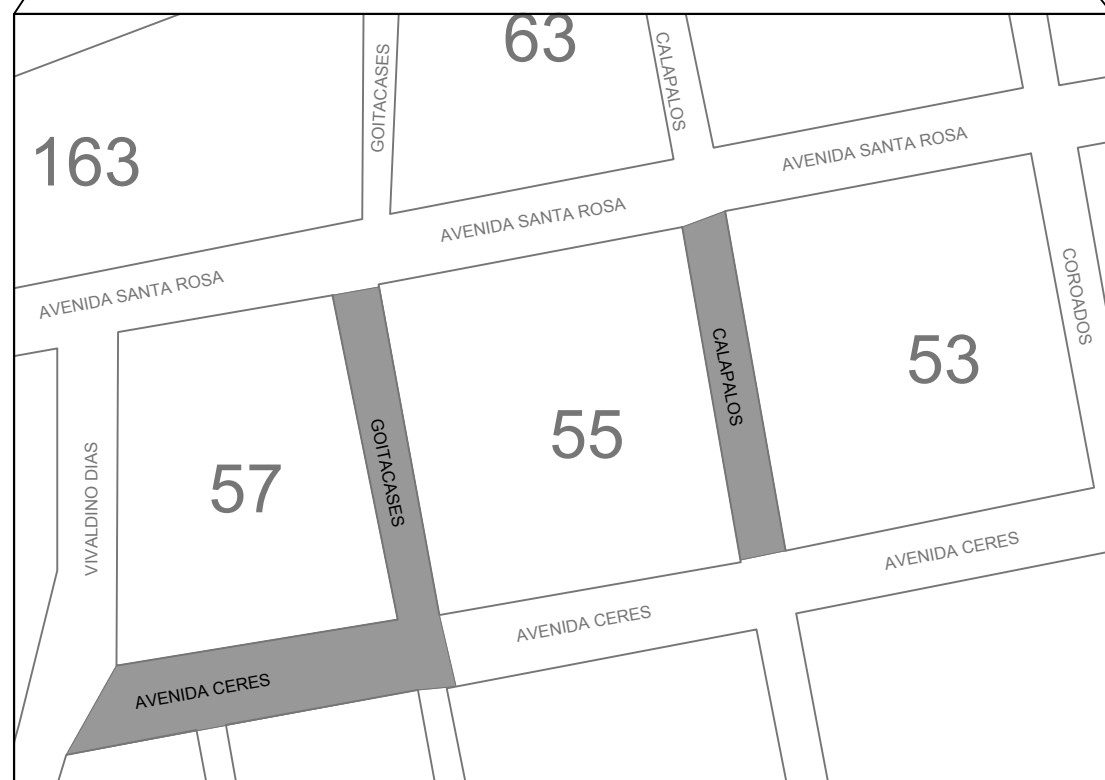 63
GOITACASES
CALAPALOS
163
AVENIDA SANTA ROSA
AVENIDA SANTA ROSA
AVENIDA SANTA ROSA
COROADOS
CALAPALOS
53
GOITACASES
55
57
VIVALDINO DIAS
AVENIDA CERES
AVENIDA CERES
AVENIDA CERES